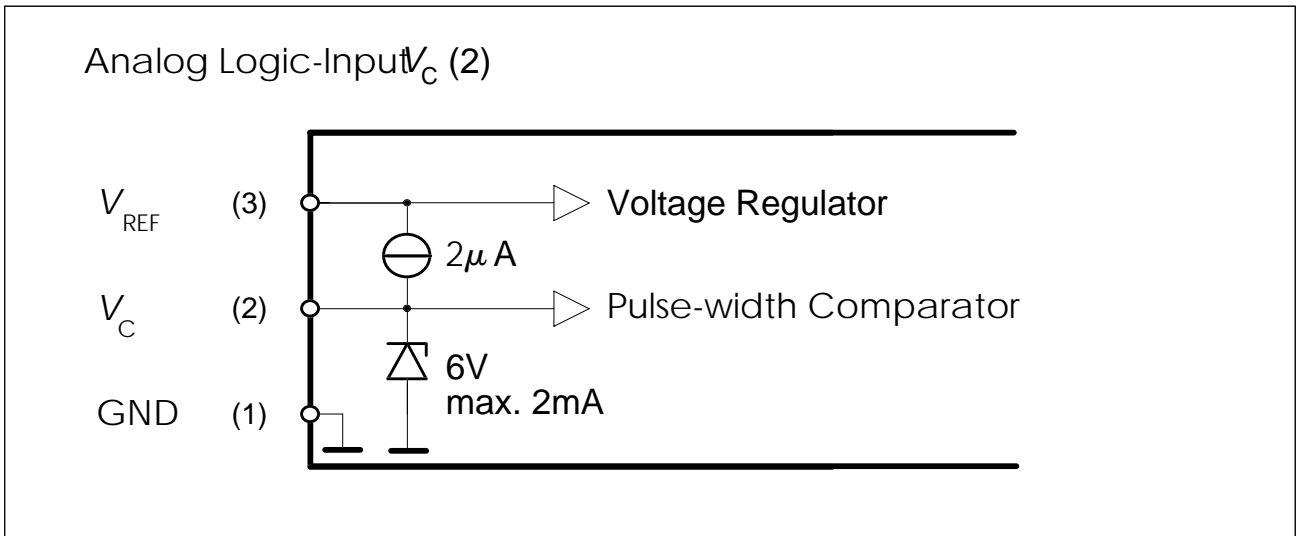 Analog Logic-Input V_C (2)
V_REF (3) Voltage Regulator
2μ A
V_C (2) Pulse-width Comparator
6V
max. 2mA
GND (1)